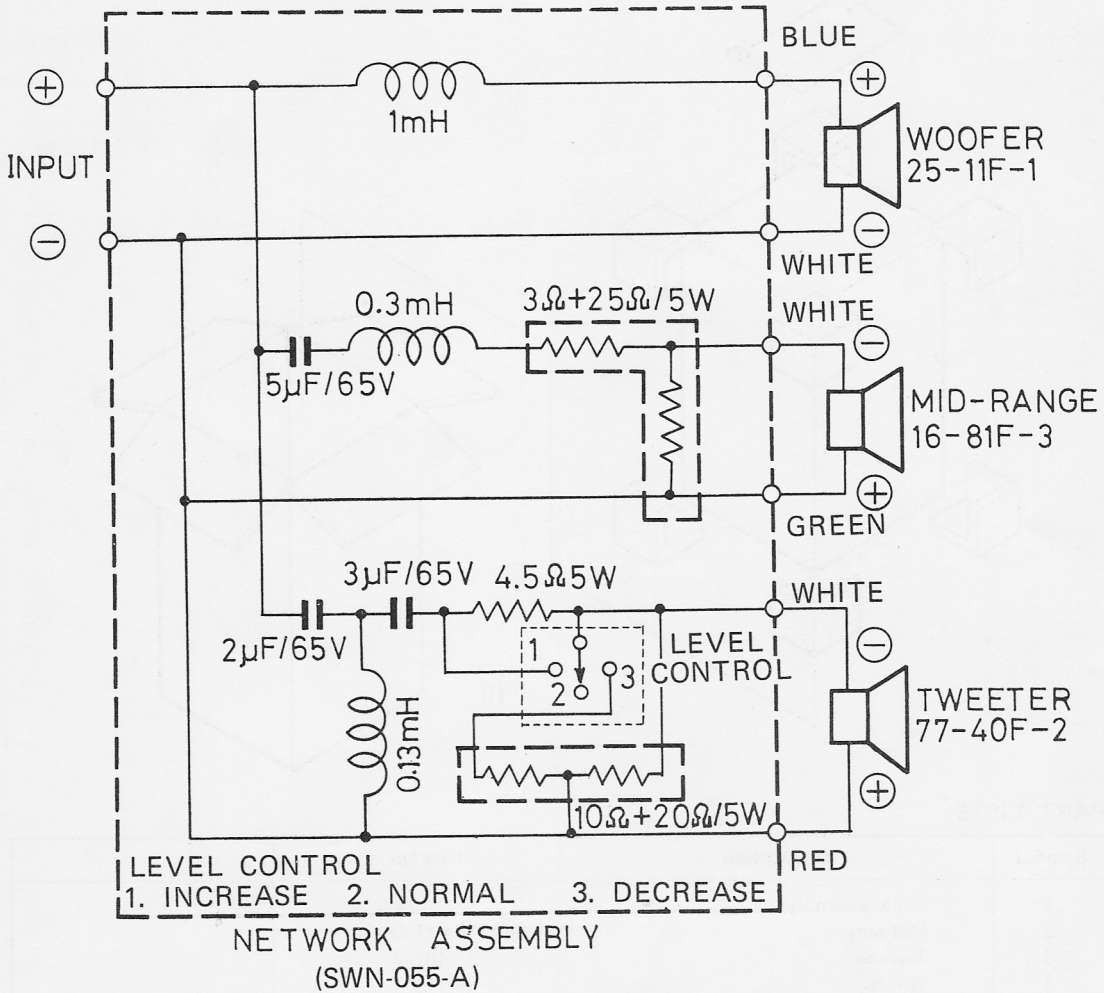 BLUE
⊕
⊕
1mH
WOOFER
25-11F-1
INPUT
⊖
⊖
WHITE
0.3mH
3Ω+25Ω/5W
WHITE
⊖
5µF/65V
MID-RANGE
16-81F-3
⊕
GREEN
3µF/65V
4.5Ω5W
WHITE
2µF/65V
1
2
3
LEVEL
CONTROL
⊖
0.13mH
TWEETER
77-40F-2
⊕
10Ω+20Ω/5W
RED
LEVEL CONTROL
1. INCREASE 2. NORMAL 3. DECREASE
NETWORK ASSEMBLY
(SWN-055-A)